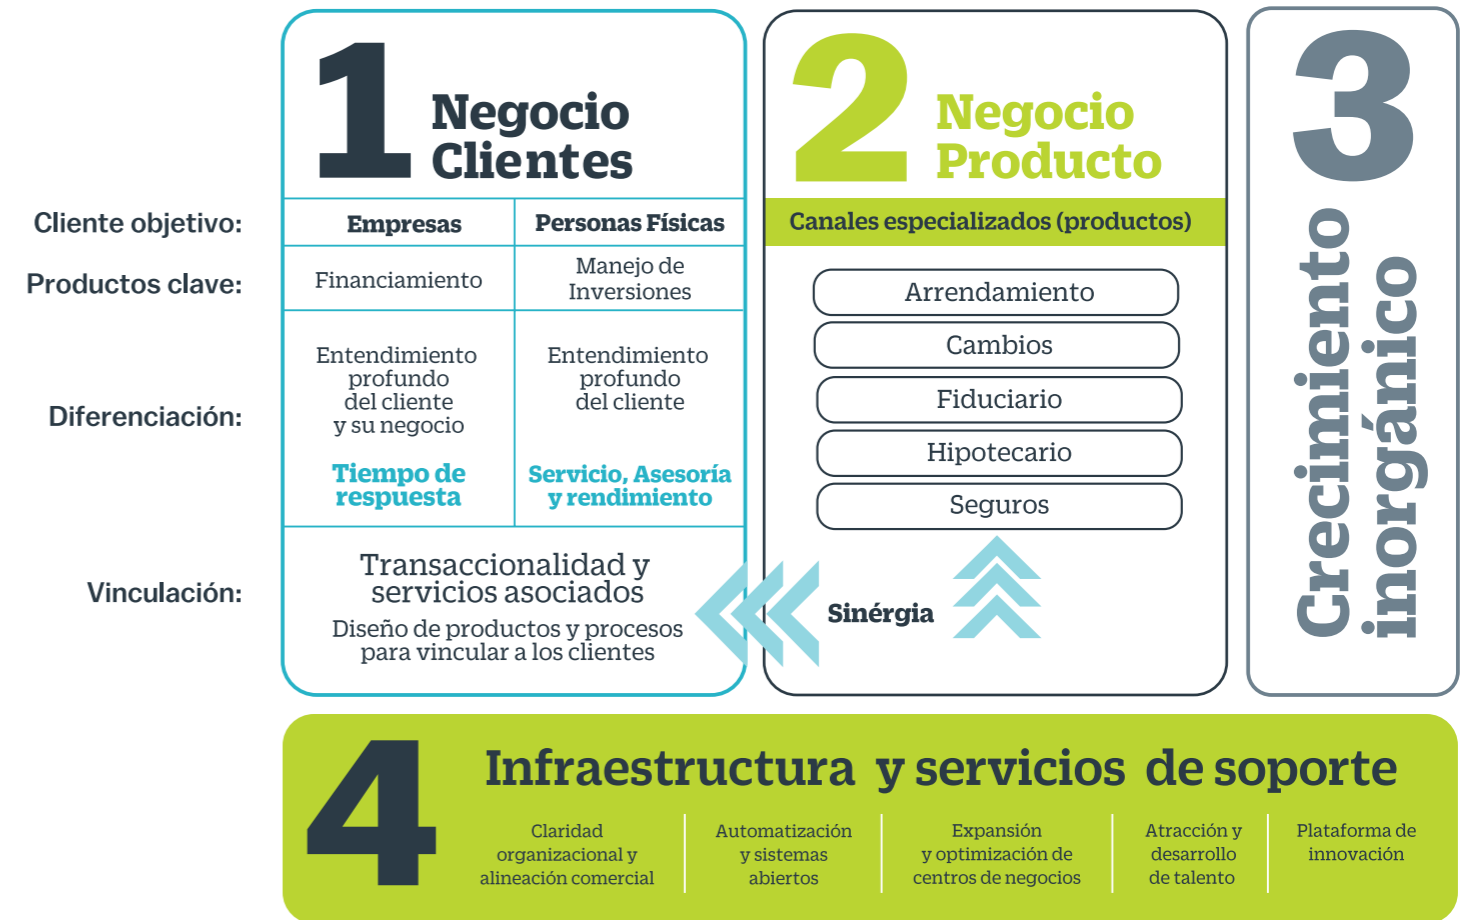 1
Negocio
Clientes
Cliente objetivo:
Empresas
Personas Físicas
Productos clave:
Financiamiento
Manejo de
Inversiones
Diferenciación:
Entendimiento
profundo
del cliente
y su negocio
Tiempo de
respuesta
Entendimiento
profundo
del cliente
Servicio, Asesoría
y rendimiento
Vinculación:
Transaccionalidad y
servicios asociados
Diseño de productos y procesos
para vincular a los clientes
2
Negocio
Producto
Canales especializados (productos)
Arrendamiento
Cambios
Fiduciario
Hipotecario
Seguros
Sinérgia
3
Crecimiento
inorgánico
4
Infraestructura y servicios de soporte
Claridad
organizacional y
alineación comercial
Automatización
y sistemas
abiertos
Expansión
y optimización de
centros de negocios
Atracción y
desarrollo
de talento
Plataforma de
innovación